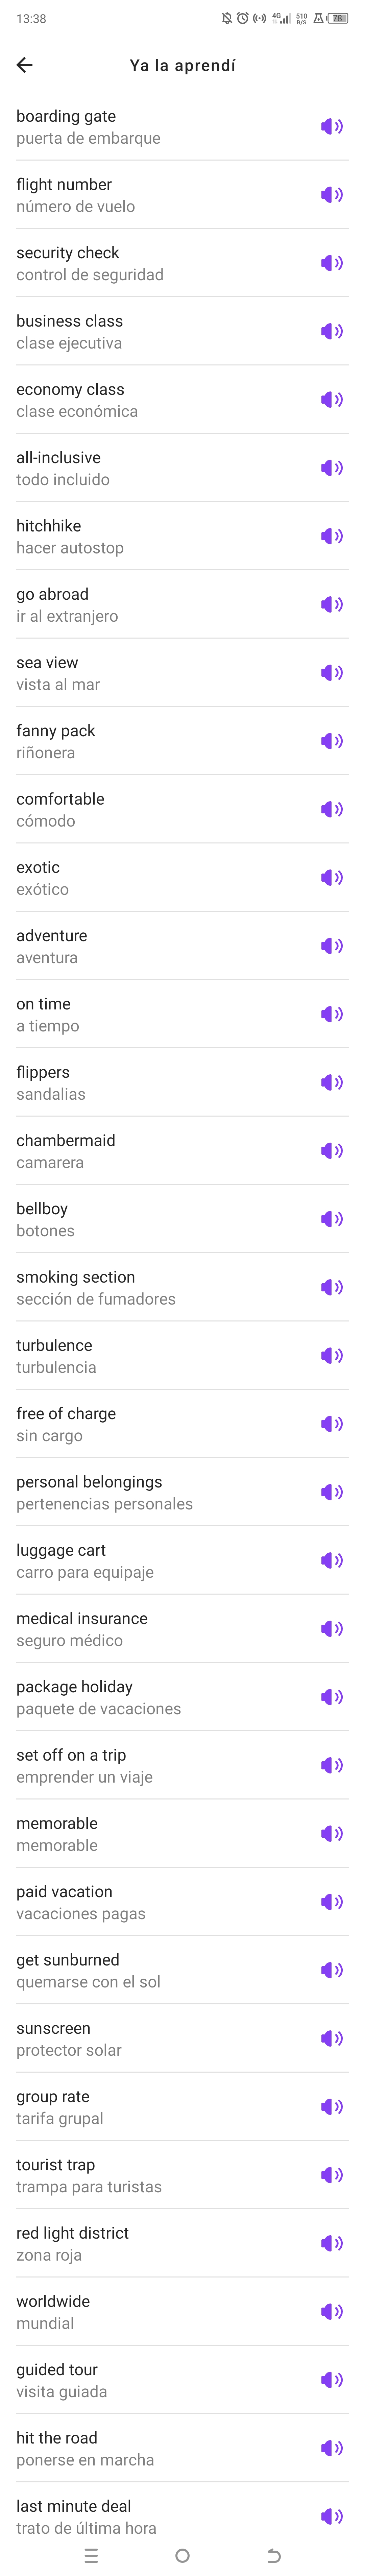 13:38
4G
510
B/S
78
Ya la aprendí
boarding gate
puerta de embarque
flight number
número de vuelo
security check
control de seguridad
business class
clase ejecutiva
economy class
clase económica
all-inclusive
todo incluido
hitchhike
hacer autostop
go abroad
ir al extranjero
sea view
vista al mar
fanny pack
riñonera
comfortable
cómodo
exotic
exótico
adventure
aventura
on time
a tiempo
flippers
sandalias
chambermaid
camarera
bellboy
botones
smoking section
sección de fumadores
turbulence
turbulencia
free of charge
sin cargo
personal belongings
pertenencias personales
luggage cart
carro para equipaje
medical insurance
seguro médico
package holiday
paquete de vacaciones
set off on a trip
emprender un viaje
memorable
memorable
paid vacation
vacaciones pagas
get sunburned
quemarse con el sol
sunscreen
protector solar
group rate
tarifa grupal
tourist trap
trampa para turistas
red light district
zona roja
worldwide
mundial
guided tour
visita guiada
hit the road
ponerse en marcha
last minute deal
trato de última hora